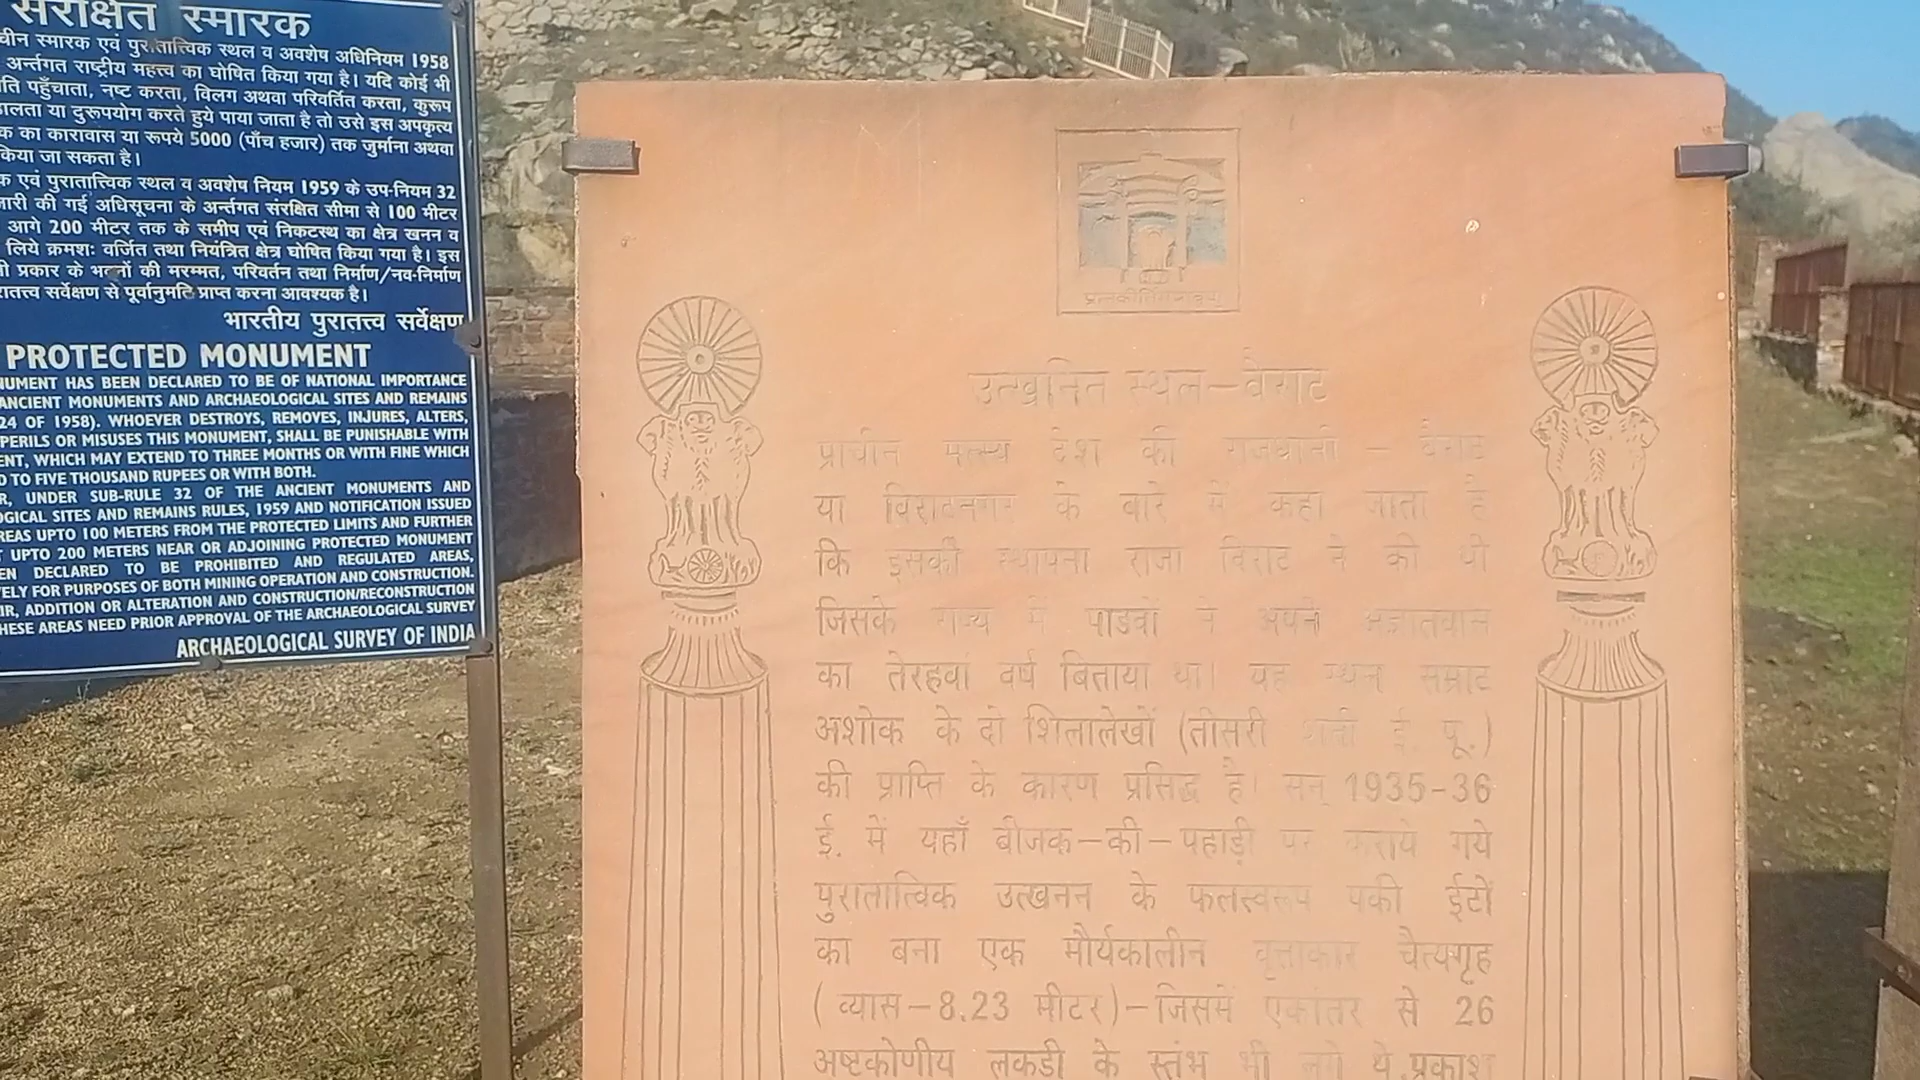 संरक्षित स्मारक
चीन स्मारक एवं पुरातात्त्विक स्थल व अवशेष अधिनियम 1958
अर्न्तगत राष्ट्रीय महत्त्व का घोषित किया गया है। यदि कोई भी
ति पहुँचाता, नष्ट करता, विलग अथवा परिवर्तित करता, कुरूप
ालता या दुरूपयोग करते हुये पाया जाता है तो उसे इस अपकृत्य
क का कारावास या रूपये 5000 (पाँच हजार) तक जुर्माना अथवा
किया जा सकता है।
क एवं पुरातात्त्विक स्थल व अवशेष नियम 1959 के उप-नियम 32
जारी की गई अधिसूचना के अर्न्तगत संरक्षित सीमा से 100 मीटर
आगे 200 मीटर तक के समीप एवं निकटस्थ का क्षेत्र खनन व
लिये क्रमशः वर्जित तथा नियंत्रित क्षेत्र घोषित किया गया है। इस
ी प्रकार के भवनों की मरम्मत, परिवर्तन तथा निर्माण/नव-निर्माण
रातत्त्व सर्वेक्षण से पूर्वानुमति प्राप्त करना आवश्यक है।
भारतीय पुरातत्त्व सर्वेक्षण
PROTECTED MONUMENT
NUMENT HAS BEEN DECLARED TO BE OF NATIONAL IMPORTANCE
ANCIENT MONUMENTS AND ARCHAEOLOGICAL SITES AND REMAINS
24 OF 1958). WHOEVER DESTROYS, REMOVES, INJURES, ALTERS,
PERILS OR MISUSES THIS MONUMENT, SHALL BE PUNISHABLE WITH
ENT, WHICH MAY EXTEND TO THREE MONTHS OR WITH FINE WHICH
D TO FIVE THOUSAND RUPEES OR WITH BOTH.
R, UNDER SUB-RULE 32 OF THE ANCIENT MONUMENTS AND
OGICAL SITES AND REMAINS RULES, 1959 AND NOTIFICATION ISSUED
REAS UPTO 100 METERS FROM THE PROTECTED LIMITS AND FURTHER
T UPTO 200 METERS NEAR OR ADJOINING PROTECTED MONUMENT
EN DECLARED TO BE PROHIBITED AND REGULATED AREAS,
ELY FOR PURPOSES OF BOTH MINING OPERATION AND CONSTRUCTION.
IR, ADDITION OR ALTERATION AND CONSTRUCTION/RECONSTRUCTION
HESE AREAS NEED PRIOR APPROVAL OF THE ARCHAEOLOGICAL SURVEY
ARCHAEOLOGICAL SURVEY OF INDIA
उत्खनित स्थल-वैराट
प्राचीन मत्स्य देश की राजधानी – वैराट
या विराटनगर के बारे में कहा जाता है
कि इसकी स्थापना राजा विराट ने की थी
जिसके राज्य में पाडवों ने अपने अज्ञातवास
का तेरहवां वर्ष बिताया था। यह स्थल सम्राट
अशोक के दो शिलालेखों (तीसरी शती ई. पू.)
की प्राप्ति के कारण प्रसिद्ध है। सन् 1935-36
ई. में यहाँ बीजक-की-पहाड़ी पर कराये गये
पुरातात्विक उत्खनन के फलस्वरूप पकी ईटों
का बना एक मौर्यकालीन वृत्ताकार चैत्यगृह
(व्यास-8.23 मीटर)-जिसमें एकांतर से 26
अष्टकोणीय लकडी के स्तंभ भी लगे थे,प्रकाश